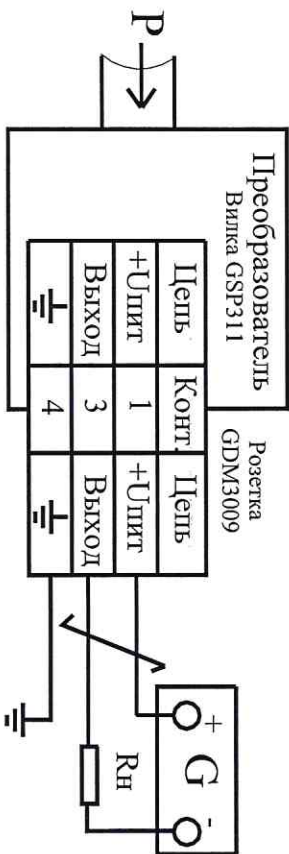 P
Преобразователь
Вилка GSP311
Розетка
GDM3009
Цепь Конт. Цепь
+Uпит 1 +Uпит
Выход 3 Выход
4
+ G -
Rн